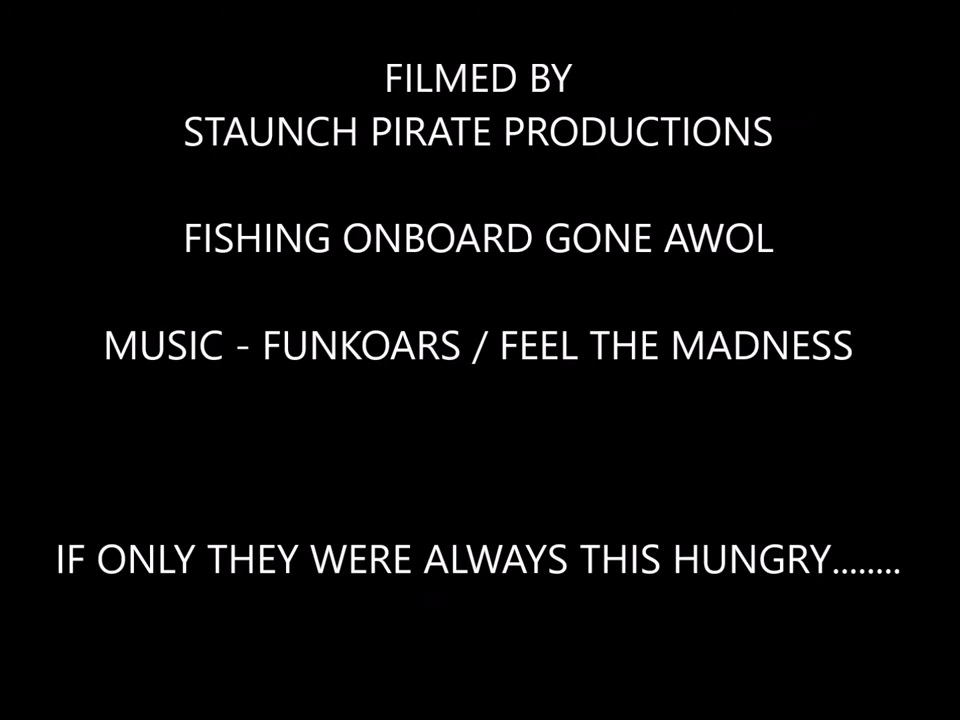 FILMED BY
STAUNCH PIRATE PRODUCTIONS
FISHING ONBOARD GONE AWOL
MUSIC - FUNKOARS / FEEL THE MADNESS
IF ONLY THEY WERE ALWAYS THIS HUNGRY........